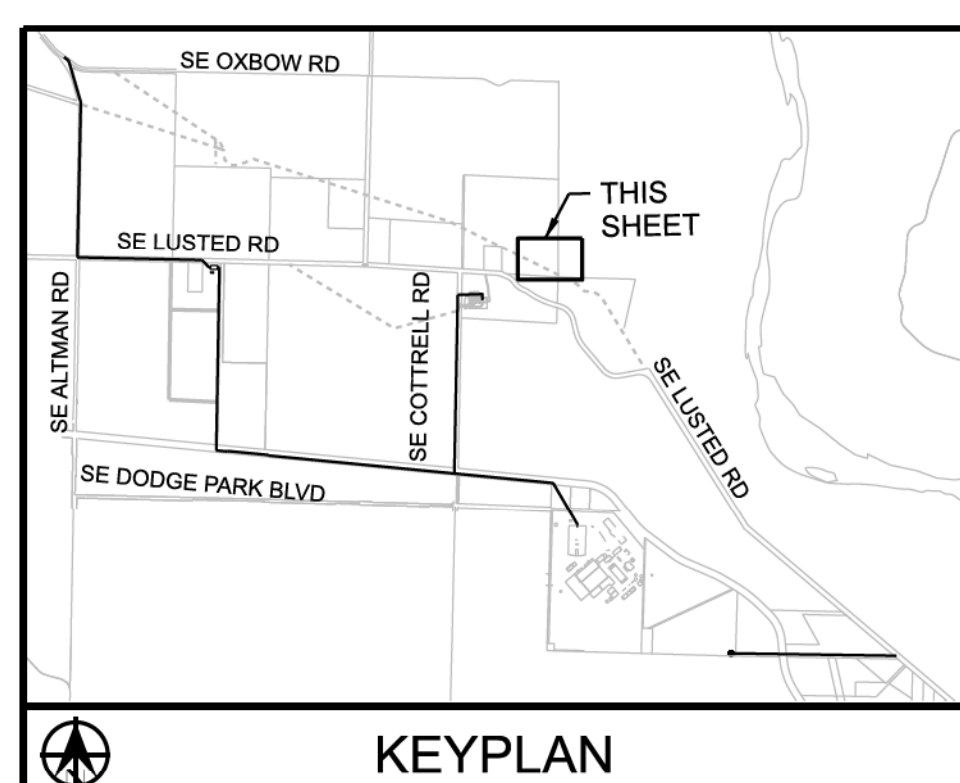 SE OXBOW RD
THIS
SHEET
SE LUSTED RD
SE ALTMAN RD
SE COTTRELL RD
SE LUSTED RD
SE DODGE PARK BLVD
KEYPLAN